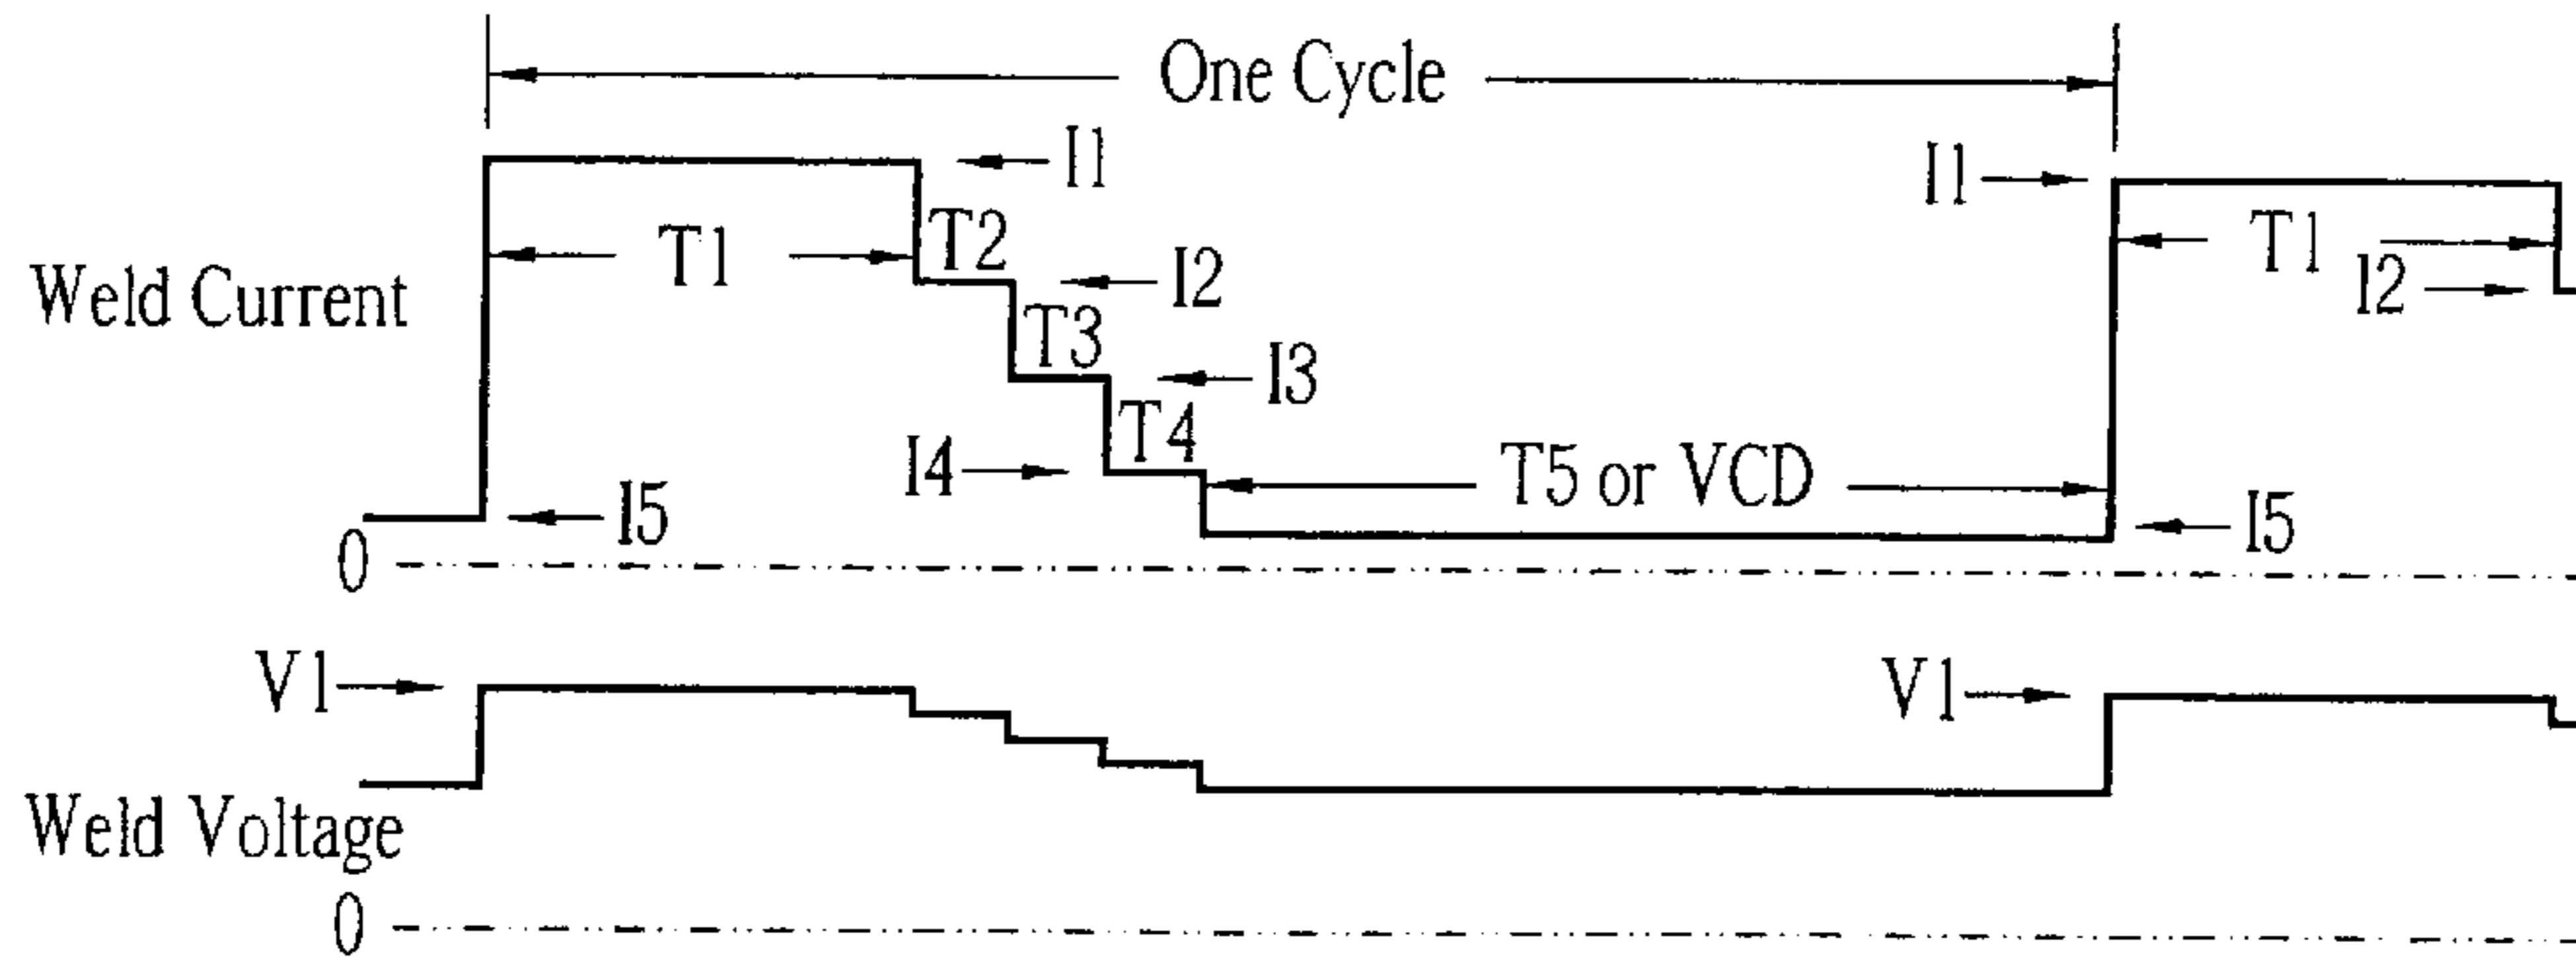 One Cycle
I1
I1
T1
T2
T1
Weld Current
I2
I2
T3
I3
T4
I4
T5 or VCD
I5
I5
0
V1
V1
Weld Voltage
0